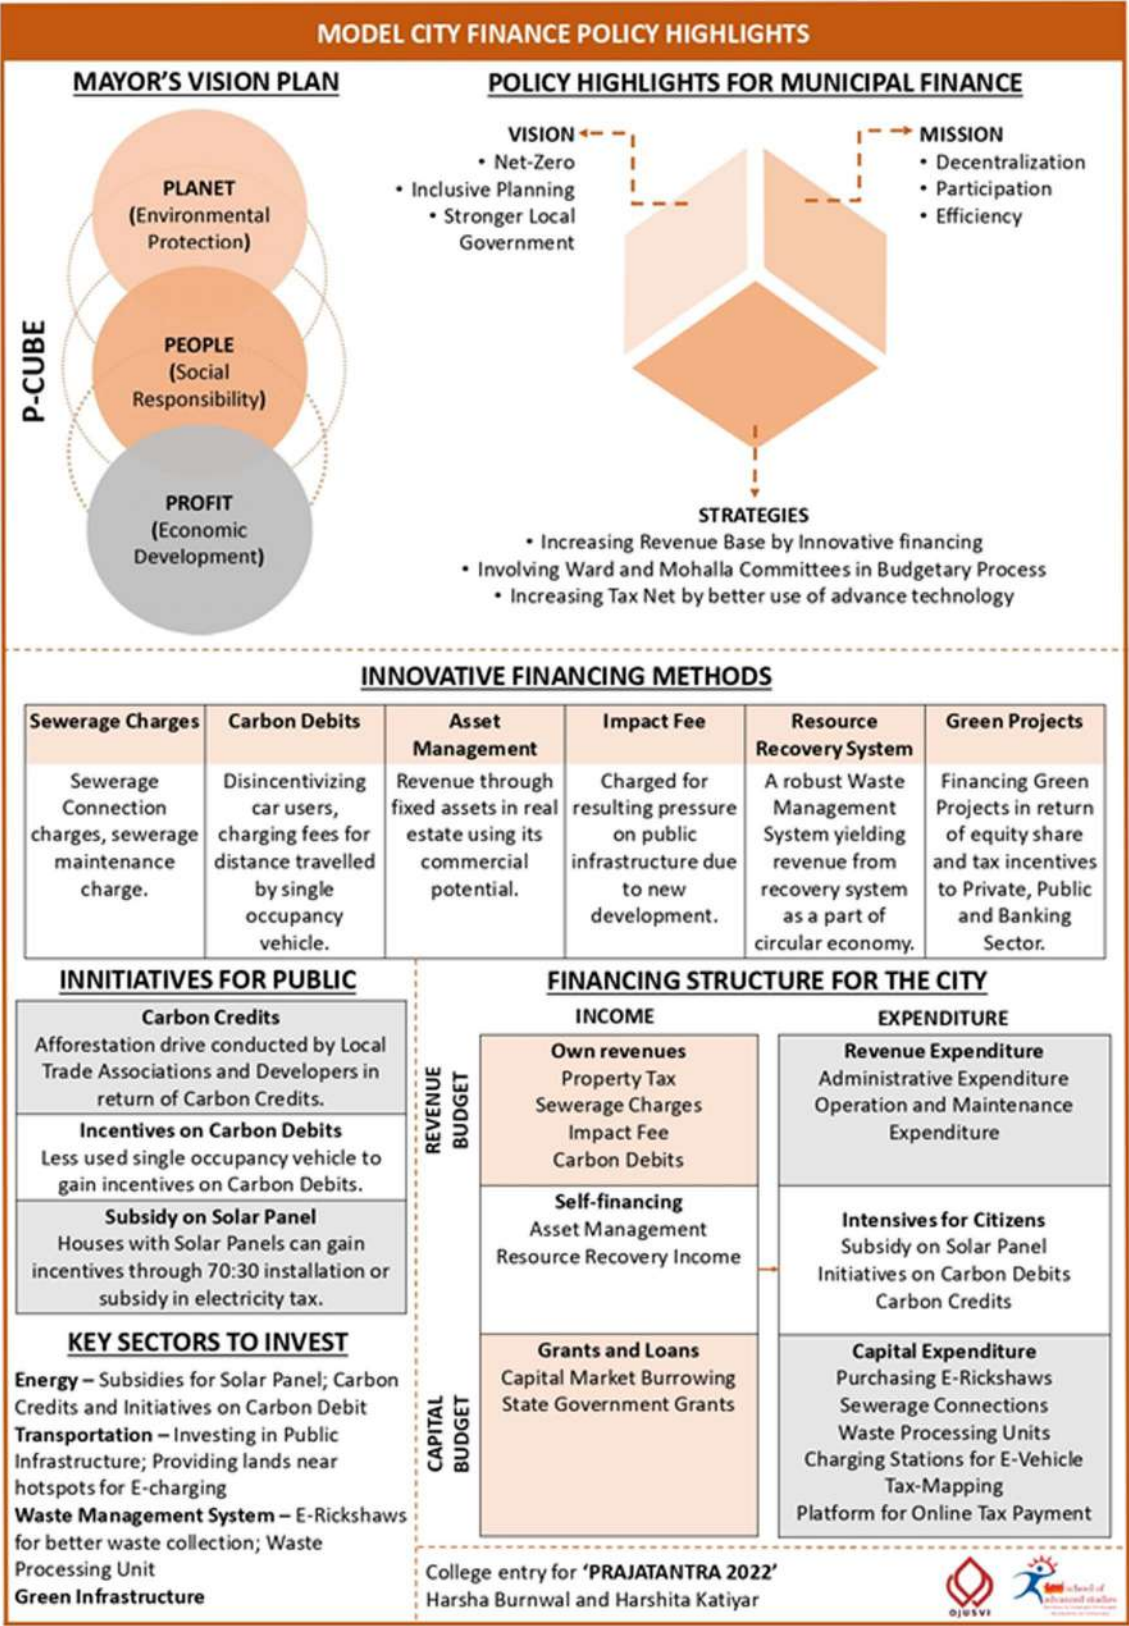 MODEL CITY FINANCE POLICY HIGHLIGHTS
MAYOR'S VISION PLAN
P-CUBE
PLANET
(Environmental
Protection)
PEOPLE
(Social
Responsibility)
PROFIT
(Economic
Development)
POLICY HIGHLIGHTS FOR MUNICIPAL FINANCE
VISION
• Net-Zero
• Inclusive Planning
• Stronger Local
Government
MISSION
• Decentralization
• Participation
• Efficiency
STRATEGIES
• Increasing Revenue Base by Innovative financing
• Involving Ward and Mohalla Committees in Budgetary Process
• Increasing Tax Net by better use of advance technology
INNOVATIVE FINANCING METHODS
Sewerage Charges
Sewerage
Connection
charges, sewerage
maintenance
charge.
Carbon Debits
Disincentivizing
car users,
charging fees for
distance travelled
by single
occupancy
vehicle.
Asset
Management
Revenue through
fixed assets in real
estate using its
commercial
potential.
Impact Fee
Charged for
resulting pressure
on public
infrastructure due
to new
development.
Resource
Recovery System
A robust Waste
Management
System yielding
revenue from
recovery system
as a part of
circular economy.
Green Projects
Financing Green
Projects in return
of equity share
and tax incentives
to Private, Public
and Banking
Sector.
INNITIATIVES FOR PUBLIC
Carbon Credits
Afforestation drive conducted by Local
Trade Associations and Developers in
return of Carbon Credits.
Incentives on Carbon Debits
Less used single occupancy vehicle to
gain incentives on Carbon Debits.
Subsidy on Solar Panel
Houses with Solar Panels can gain
incentives through 70:30 installation or
subsidy in electricity tax.
KEY SECTORS TO INVEST
Energy – Subsidies for Solar Panel; Carbon
Credits and Initiatives on Carbon Debit
Transportation – Investing in Public
Infrastructure; Providing lands near
hotspots for E-charging
Waste Management System – E-Rickshaws
for better waste collection; Waste
Processing Unit
Green Infrastructure
FINANCING STRUCTURE FOR THE CITY
INCOME
REVENUE
BUDGET
Own revenues
Property Tax
Sewerage Charges
Impact Fee
Carbon Debits
Self-financing
Asset Management
Resource Recovery Income
CAPITAL
BUDGET
Grants and Loans
Capital Market Burrowing
State Government Grants
EXPENDITURE
Revenue Expenditure
Administrative Expenditure
Operation and Maintenance
Expenditure
Intensives for Citizens
Subsidy on Solar Panel
Initiatives on Carbon Debits
Carbon Credits
Capital Expenditure
Purchasing E-Rickshaws
Sewerage Connections
Waste Processing Units
Charging Stations for E-Vehicle
Tax-Mapping
Platform for Online Tax Payment
College entry for 'PRAJATANTRA 2022'
Harsha Burnwal and Harshita Katiyar
OJUSVI
school of
advanced studies